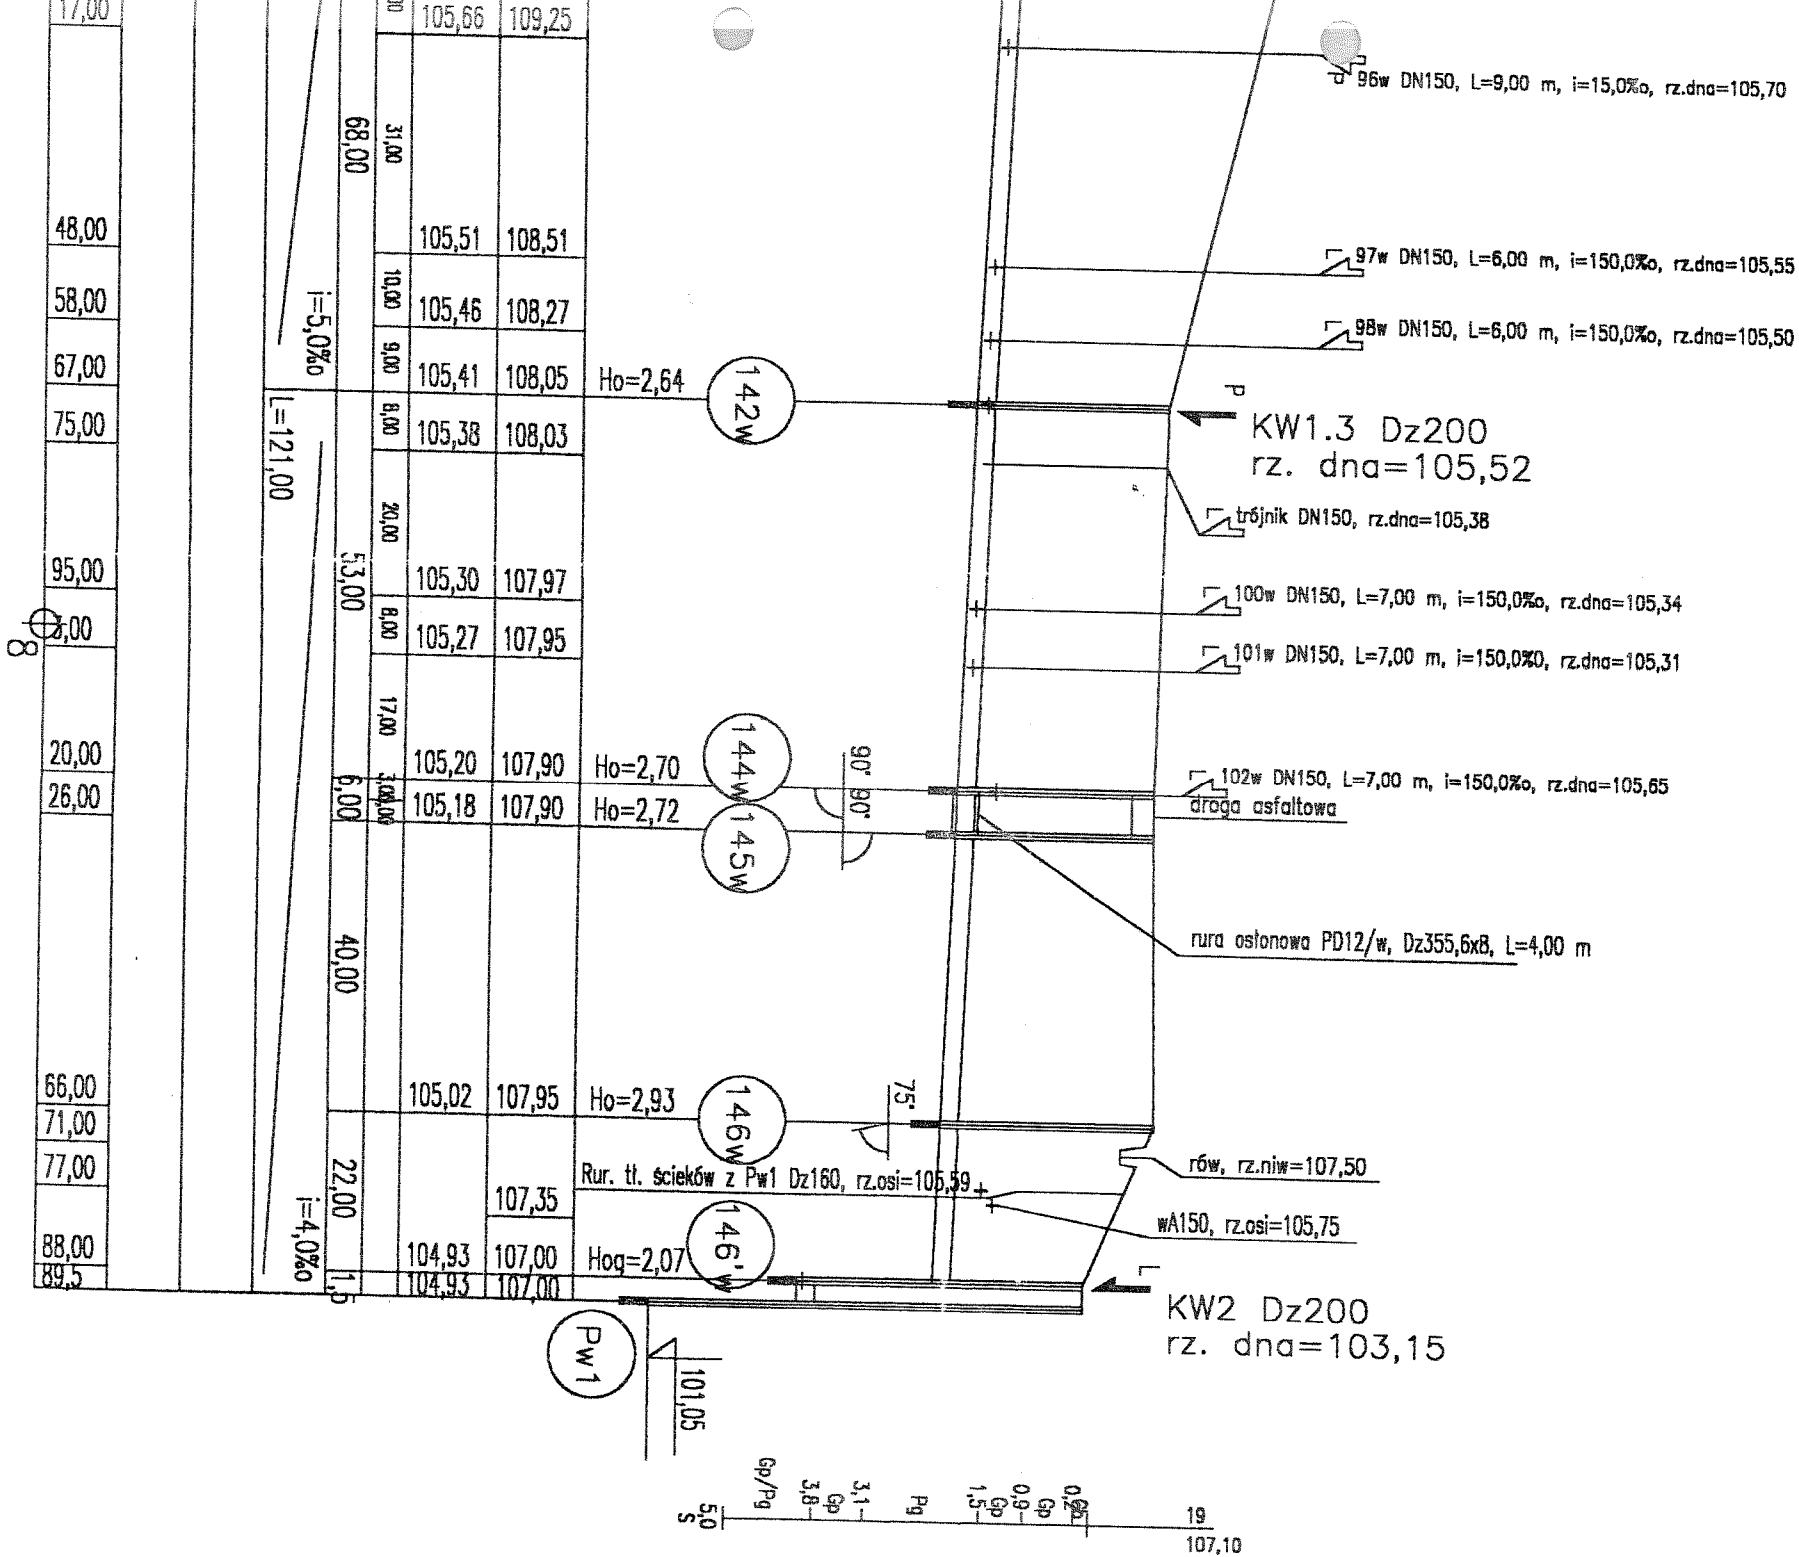 17,00
105,66 109,25
96w DN150, L=9,00 m, i=15,0‰, rz.dna=105,70
P
68,00
31,00
48,00
105,51 108,51
97w DN150, L=6,00 m, i=150,0‰, rz.dna=105,55
L
10,00
58,00
105,46 108,27
98w DN150, L=6,00 m, i=150,0‰, rz.dna=105,50
L
i=5,0‰
9,00
67,00
105,41 108,05 Ho=2,64
142w
P
KW1.3 Dz200
rz. dna=105,52
L=121,00
8,00
75,00
105,38 108,03
trójnik DN150, rz.dna=105,38
L
20,00
53,00
95,00
105,30 107,97
100w DN150, L=7,00 m, i=150,0‰, rz.dna=105,34
L
8,00
8
105,27 107,95
101w DN150, L=7,00 m, i=150,0%0, rz.dna=105,31
L
17,00
20,00
105,20 107,90 Ho=2,70
144w
90°
102w DN150, L=7,00 m, i=150,0‰, rz.dna=105,65
L
droga asfaltowa
6,00
26,00
105,18 107,90 Ho=2,72
145w
90°
rura osłonowa PD12/w, Dz355,6x8, L=4,00 m
40,00
66,00
105,02 107,95 Ho=2,93
146w
75°
71,00
77,00
rów, rz.niw=107,50
22,00
Rur. tł. ścieków z Pw1 Dz160, rz.osi=105,59
107,35
wA150, rz.osi=105,75
i=4,0‰
88,00
104,93 107,00 Hoq=2,07
146'w
L
KW2 Dz200
rz. dna=103,15
89,5
1,5
104,93 107,00
Pw1
101,05
19
107,10
Gp
0,9
Gp
1,5
Pg
3,1
Gp
3,8
Gp/Pg
5,0
S